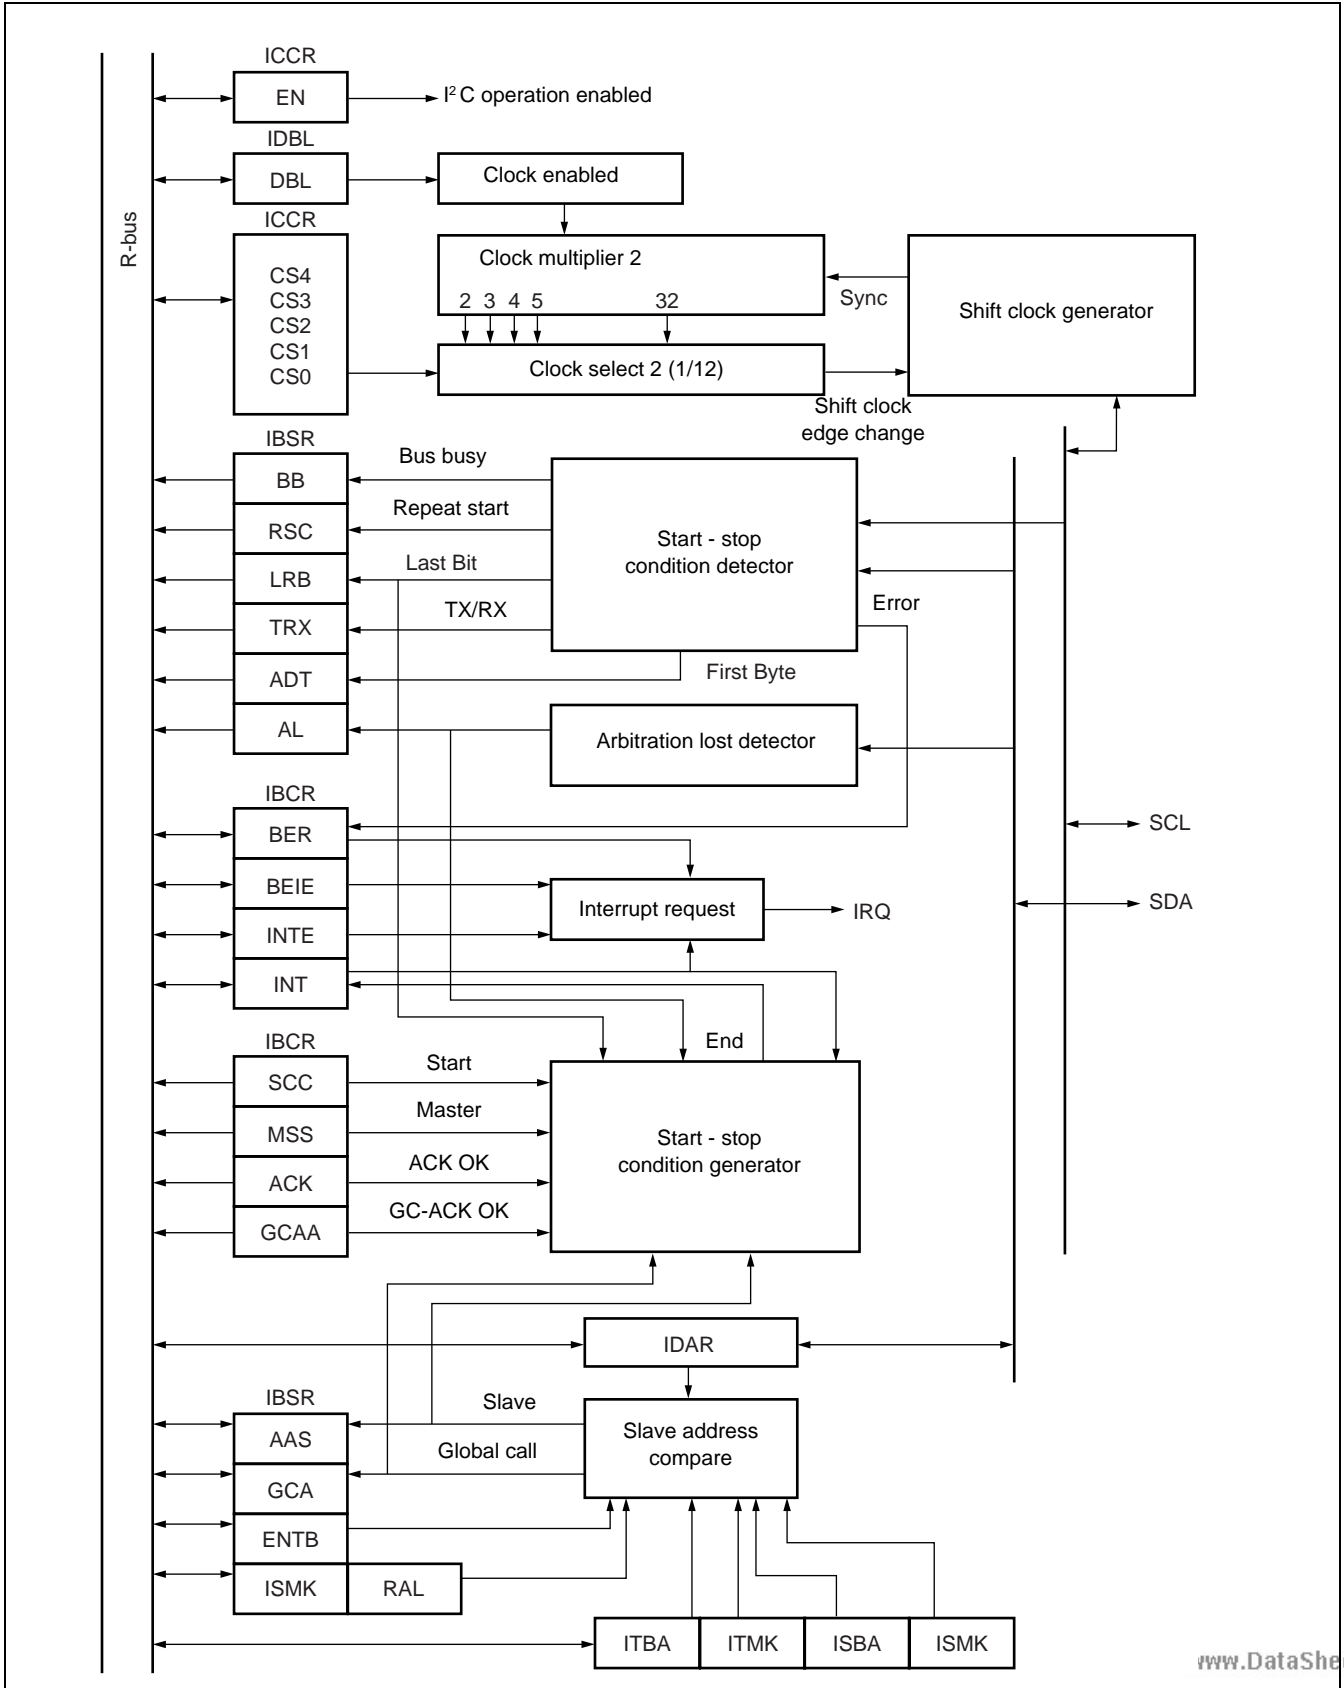 ICCR
EN
I² C operation enabled
IDBL
DBL
Clock enabled
ICCR
R-bus
CS4
CS3
CS2
CS1
CS0
Clock multiplier 2
2 3 4 5 32
Sync
Shift clock generator
Clock select 2 (1/12)
Shift clock
edge change
IBSR
BB
RSC
LRB
TRX
ADT
AL
Bus busy
Repeat start
Last Bit
TX/RX
Start - stop
condition detector
Error
First Byte
Arbitration lost detector
IBCR
BER
BEIE
INTE
INT
Interrupt request
IRQ
SCL
SDA
IBCR
SCC
MSS
ACK
GCAA
Start
Master
ACK OK
GC-ACK OK
End
Start - stop
condition generator
IDAR
IBSR
AAS
GCA
ENTB
ISMK
RAL
Slave
Global call
Slave address
compare
ITBA
ITMK
ISBA
ISMK
www.DataShe